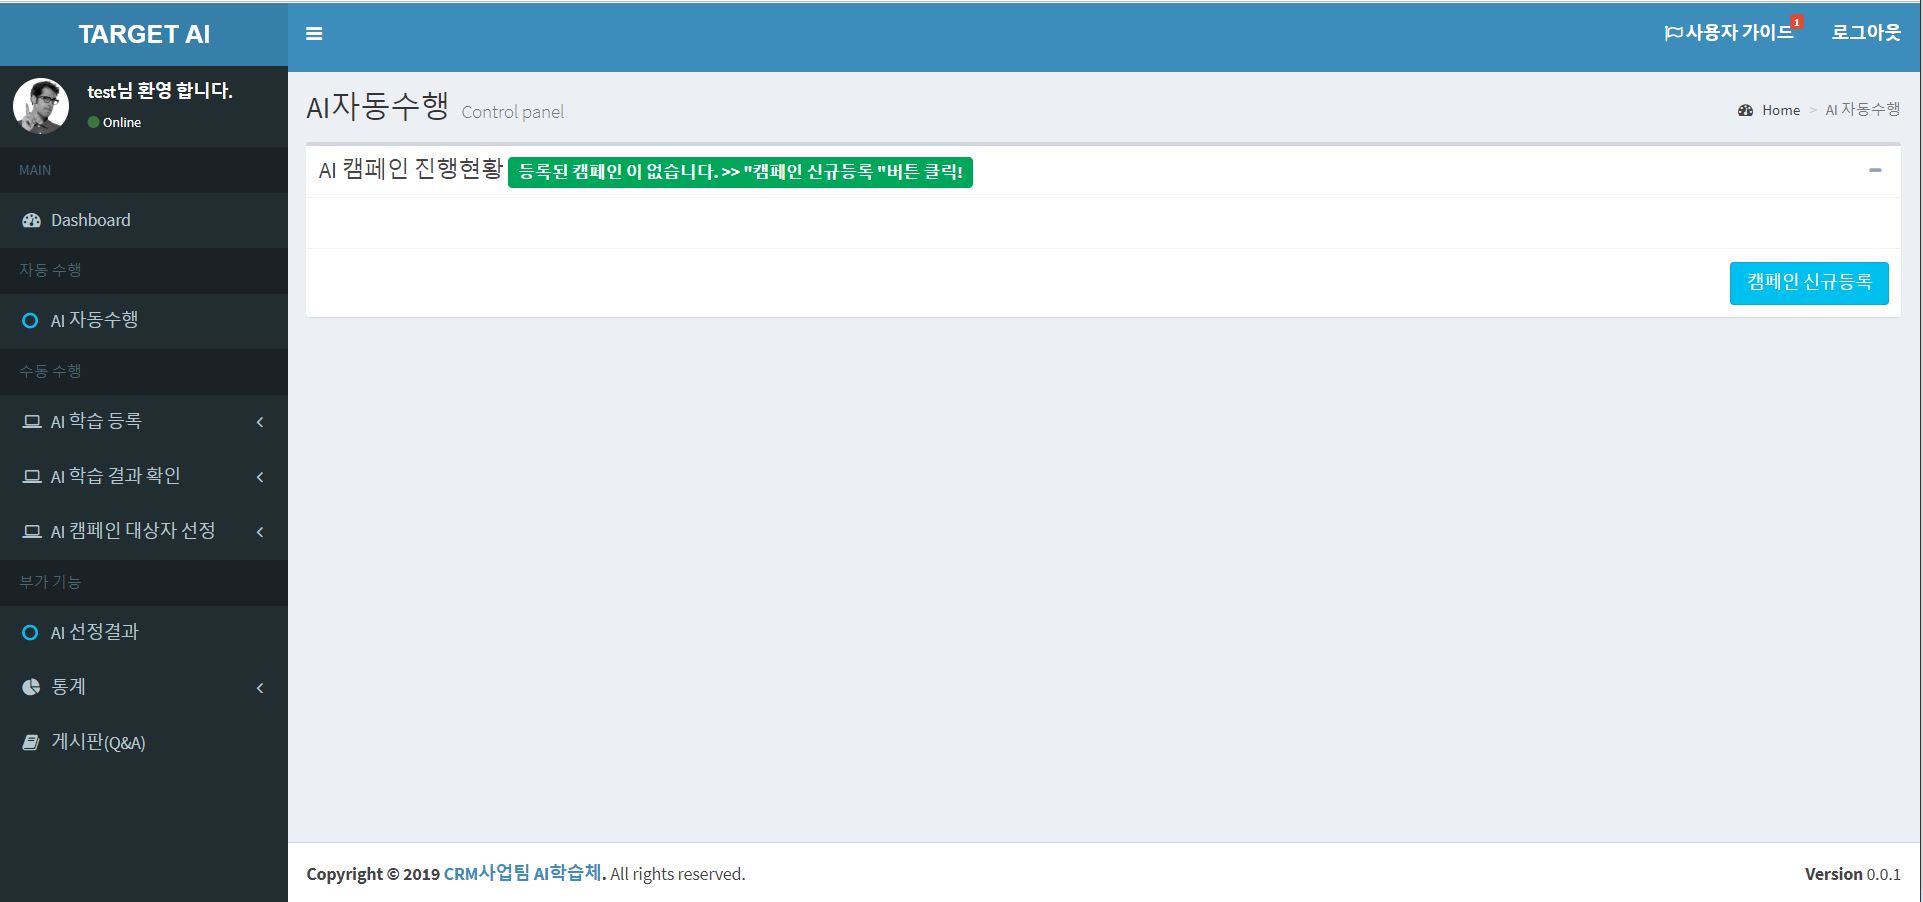 TARGET AI
사용자 가이드 1
로그아웃
test님 환영 합니다.
Online
MAIN
Dashboard
자동 수행
AI 자동수행
수동 수행
AI 학습 등록
AI 학습 결과 확인
AI 캠페인 대상자 선정
부가 기능
AI 선정결과
통계
게시판(Q&A)
AI자동수행 Control panel
Home > AI 자동수행
AI 캠페인 진행현황 등록된 캠페인 이 없습니다. >> "캠페인 신규등록 "버튼 클릭!
캠페인 신규등록
Copyright © 2019 CRM사업팀 AI학습체. All rights reserved.
Version 0.0.1